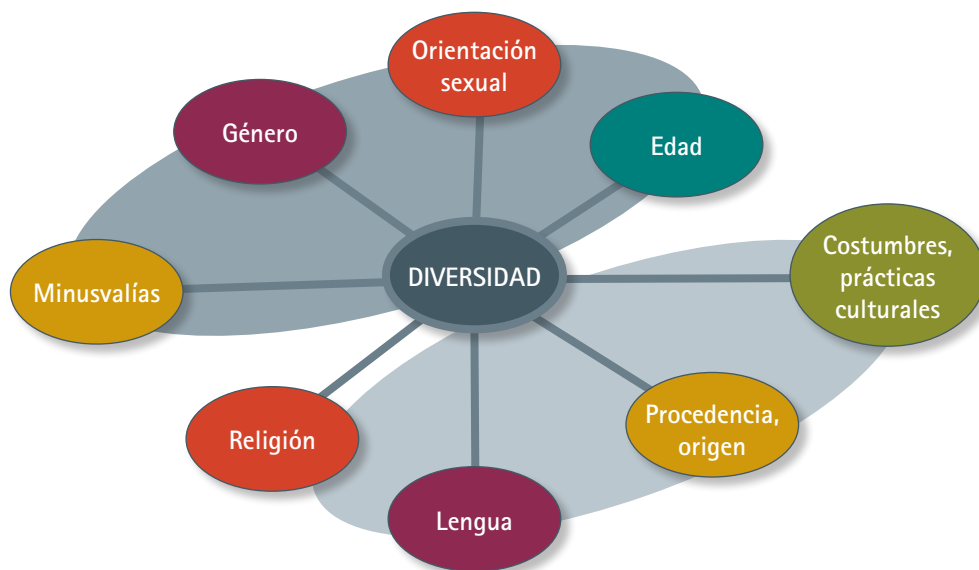 Orientación
sexual
Género
Edad
Costumbres,
prácticas
culturales
DIVERSIDAD
Minusvalías
Procedencia,
origen
Religión
Lengua